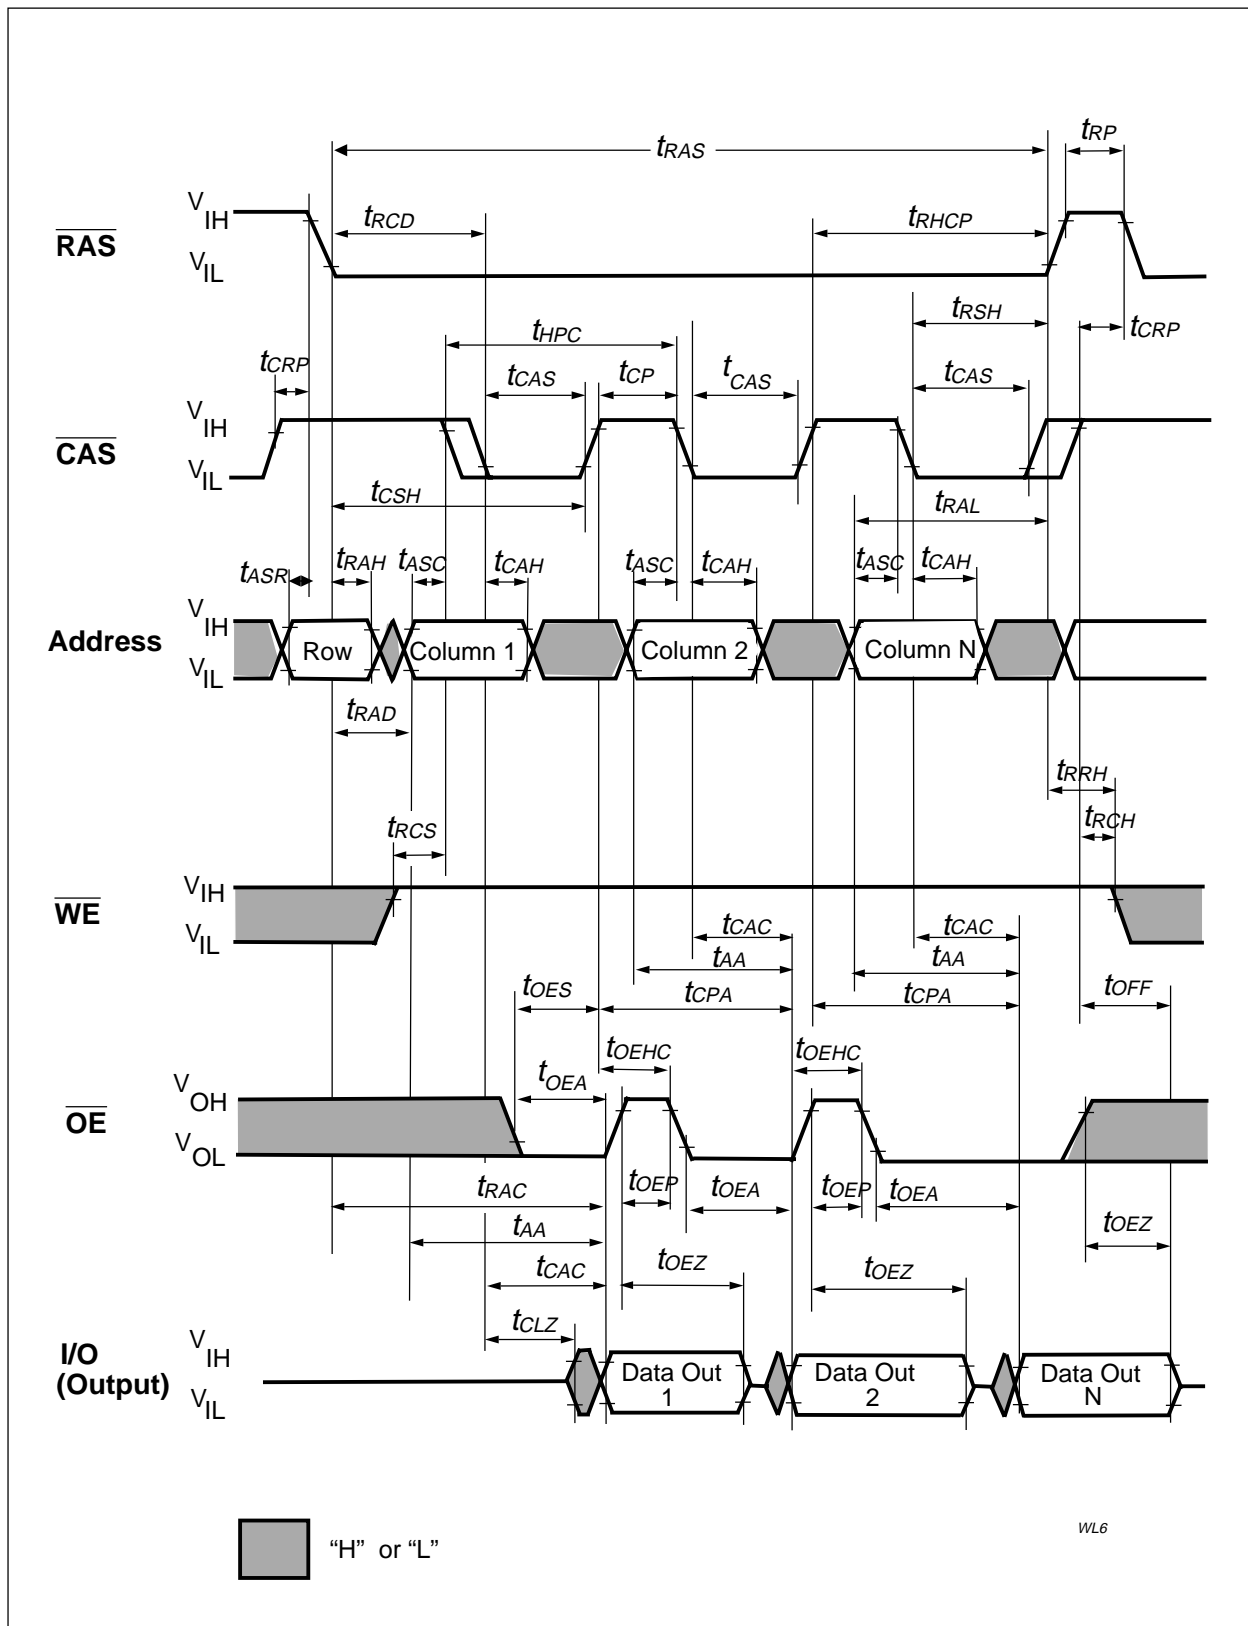 tRAS
tRP
VIH
RAS
VIL
tRCD
tRHCP
tRSH
tCRP
tHPC
tCRP
tCAS
tCP
tCAS
tCAS
VIH
CAS
VIL
tCSH
tRAL
tASR
tRAH
tASC
tCAH
tASC
tCAH
tASC
tCAH
VIH
Address
VIL
Row
Column 1
Column 2
Column N
tRAD
tRRH
tRCS
tRCH
VIH
WE
VIL
tCAC
tCAC
tAA
tAA
tOES
tCPA
tCPA
tOFF
tOEHC
tOEHC
tOEA
VOH
OE
VOL
tRAC
tOEP
tOEA
tOEP
tOEA
tAA
tOEZ
tCAC
tOEZ
tOEZ
tCLZ
VIH
I/O
(Output)
VIL
Data Out
1
Data Out
2
Data Out
N
“H” or “L”
WL6